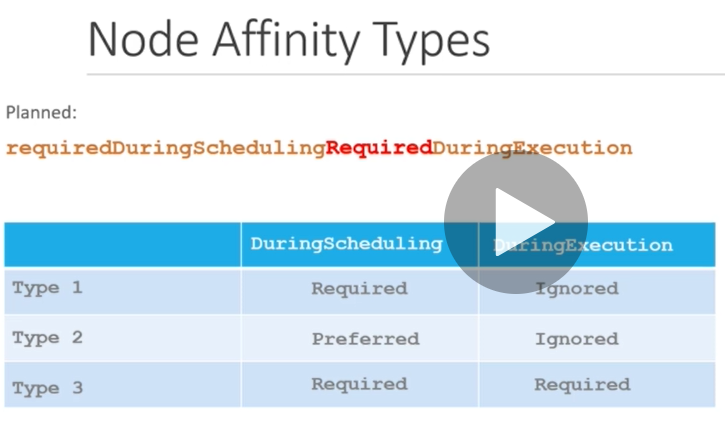 Node Affinity Types
Planned:
requiredDuringSchedulingRequiredDuringExecution
DuringScheduling DuringExecution
Type 1 Required Ignored
Type 2 Preferred Ignored
Type 3 Required Required